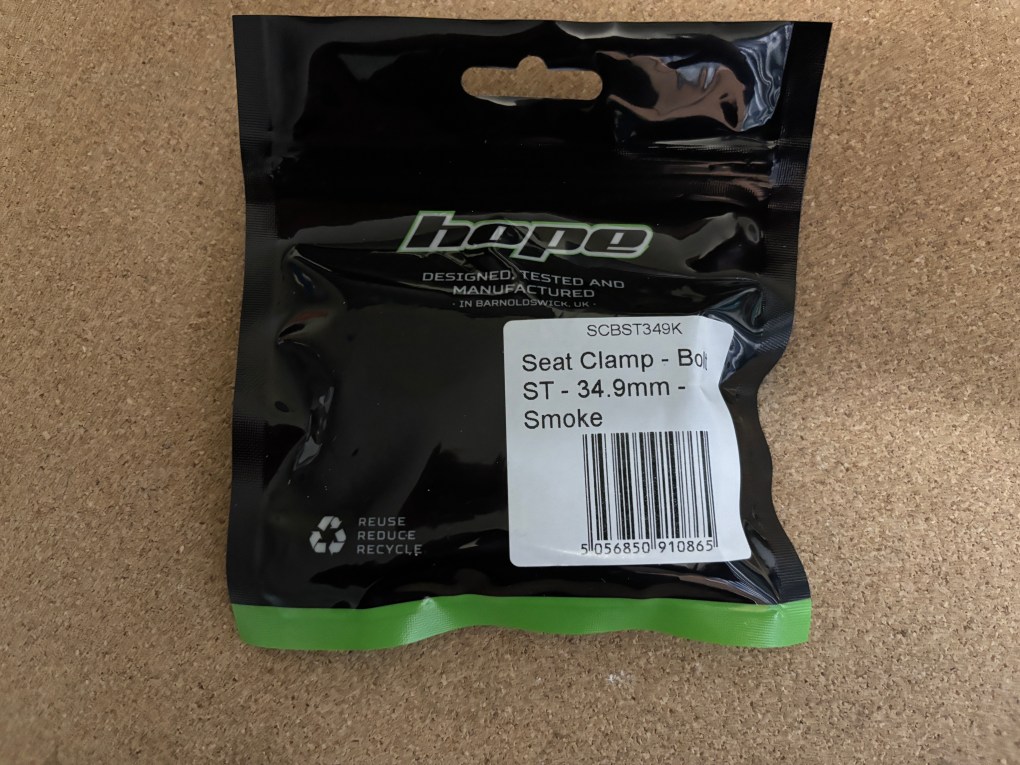 hope
DESIGNED, TESTED AND
MANUFACTURED
· IN BARNOLDSWICK, UK ·
SCBST349K
Seat Clamp - Bolt
ST - 34.9mm -
Smoke
5 056850 910865
REUSE
REDUCE
RECYCLE